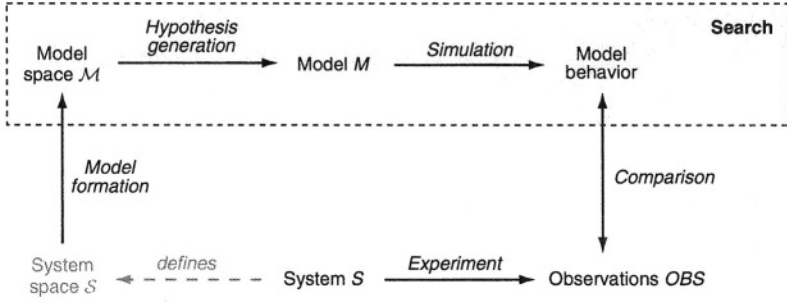 Search
Hypothesis
generation
Model
space ℳ
Model M
Simulation
Model
behavior
Model
formation
Comparison
System
space 𝒮
defines
System S
Experiment
Observations OBS